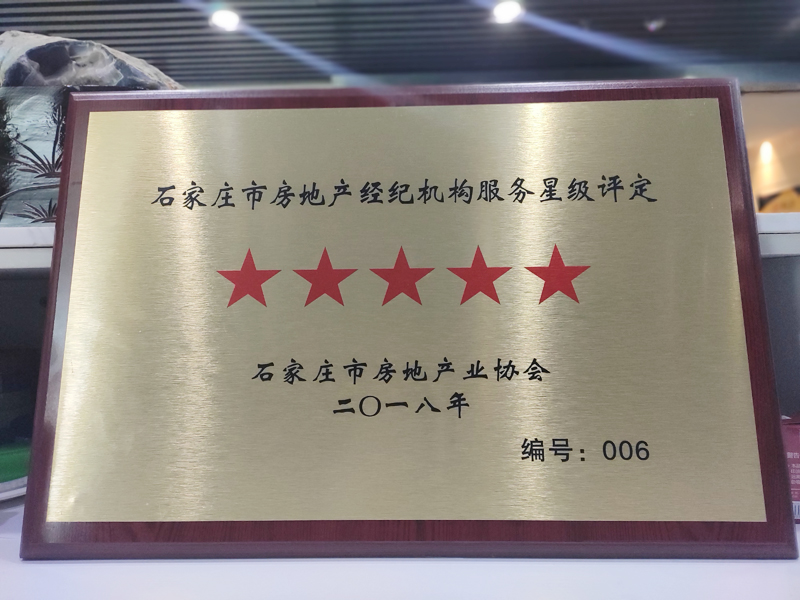 石家庄市房地产经纪机构服务星级评定
石家庄市房地产业协会
二〇一八年
编号：006